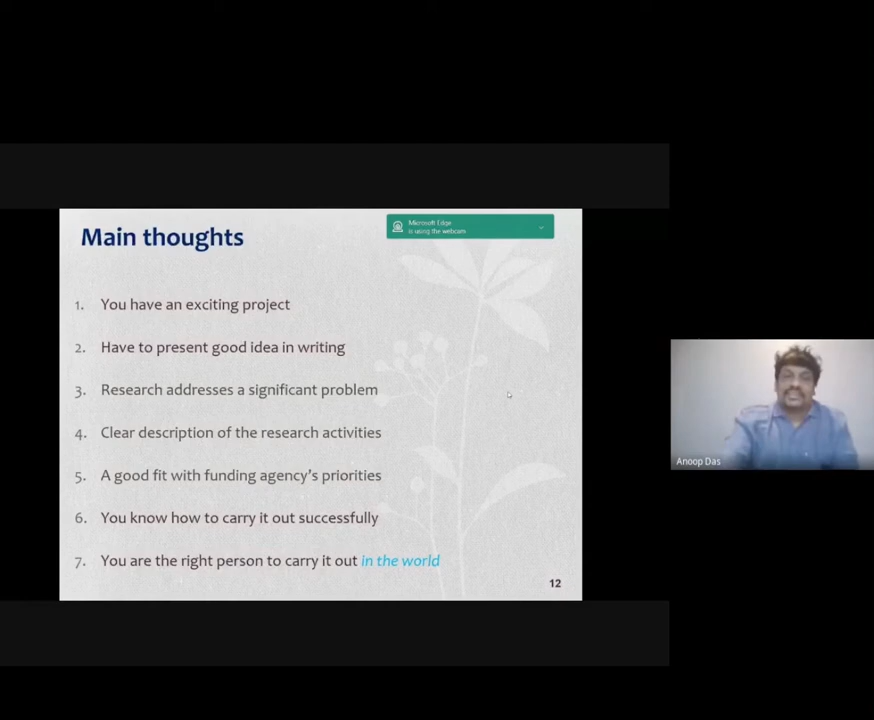 Main thoughts
Microsoft Edge
is using the webcam
1. You have an exciting project
2. Have to present good idea in writing
3. Research addresses a significant problem
4. Clear description of the research activities
5. A good fit with funding agency's priorities
6. You know how to carry it out successfully
7. You are the right person to carry it out in the world
12
Anoop Das